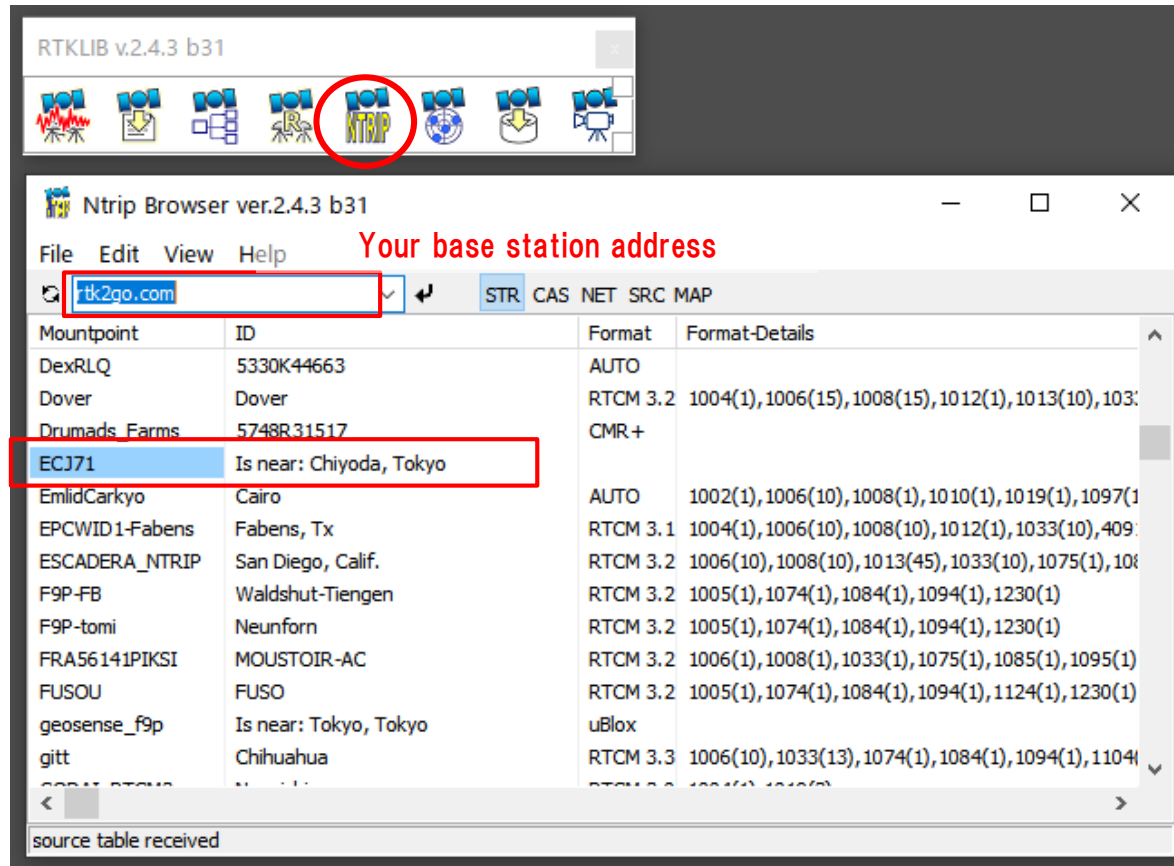 RTKLIB v.2.4.3 b31
x
R NTRIP
Ntrip Browser ver.2.4.3 b31
File Edit View Help Your base station address
rtk2go.com STR CAS NET SRC MAP
Mountpoint ID Format Format-Details
DexRLQ 5330K44663 AUTO
Dover Dover RTCM 3.2 1004(1),1006(15),1008(15),1012(1),1013(10),103
Drumads_Farms 5748R31517 CMR+
ECJ71 Is near: Chiyoda, Tokyo
EmlidCarkyo Cairo AUTO 1002(1),1006(10),1008(1),1010(1),1019(1),1097(1
EPCWID1-Fabens Fabens, Tx RTCM 3.1 1004(1),1006(10),1008(10),1012(1),1033(10),409
ESCADERA_NTRIP San Diego, Calif. RTCM 3.2 1006(10),1008(10),1013(45),1033(10),1075(1),108
F9P-FB Waldshut-Tiengen RTCM 3.2 1005(1),1074(1),1084(1),1094(1),1230(1)
F9P-tomi Neunforn RTCM 3.2 1005(1),1074(1),1084(1),1094(1),1230(1)
FRA56141PIKSI MOUSTOIR-AC RTCM 3.2 1006(1),1008(1),1033(1),1075(1),1085(1),1095(1)
FUSOU FUSO RTCM 3.2 1005(1),1074(1),1084(1),1094(1),1124(1),1230(1)
geosense_f9p Is near: Tokyo, Tokyo uBlox
gitt Chihuahua RTCM 3.3 1006(10),1033(13),1074(1),1084(1),1094(1),1104(
source table received